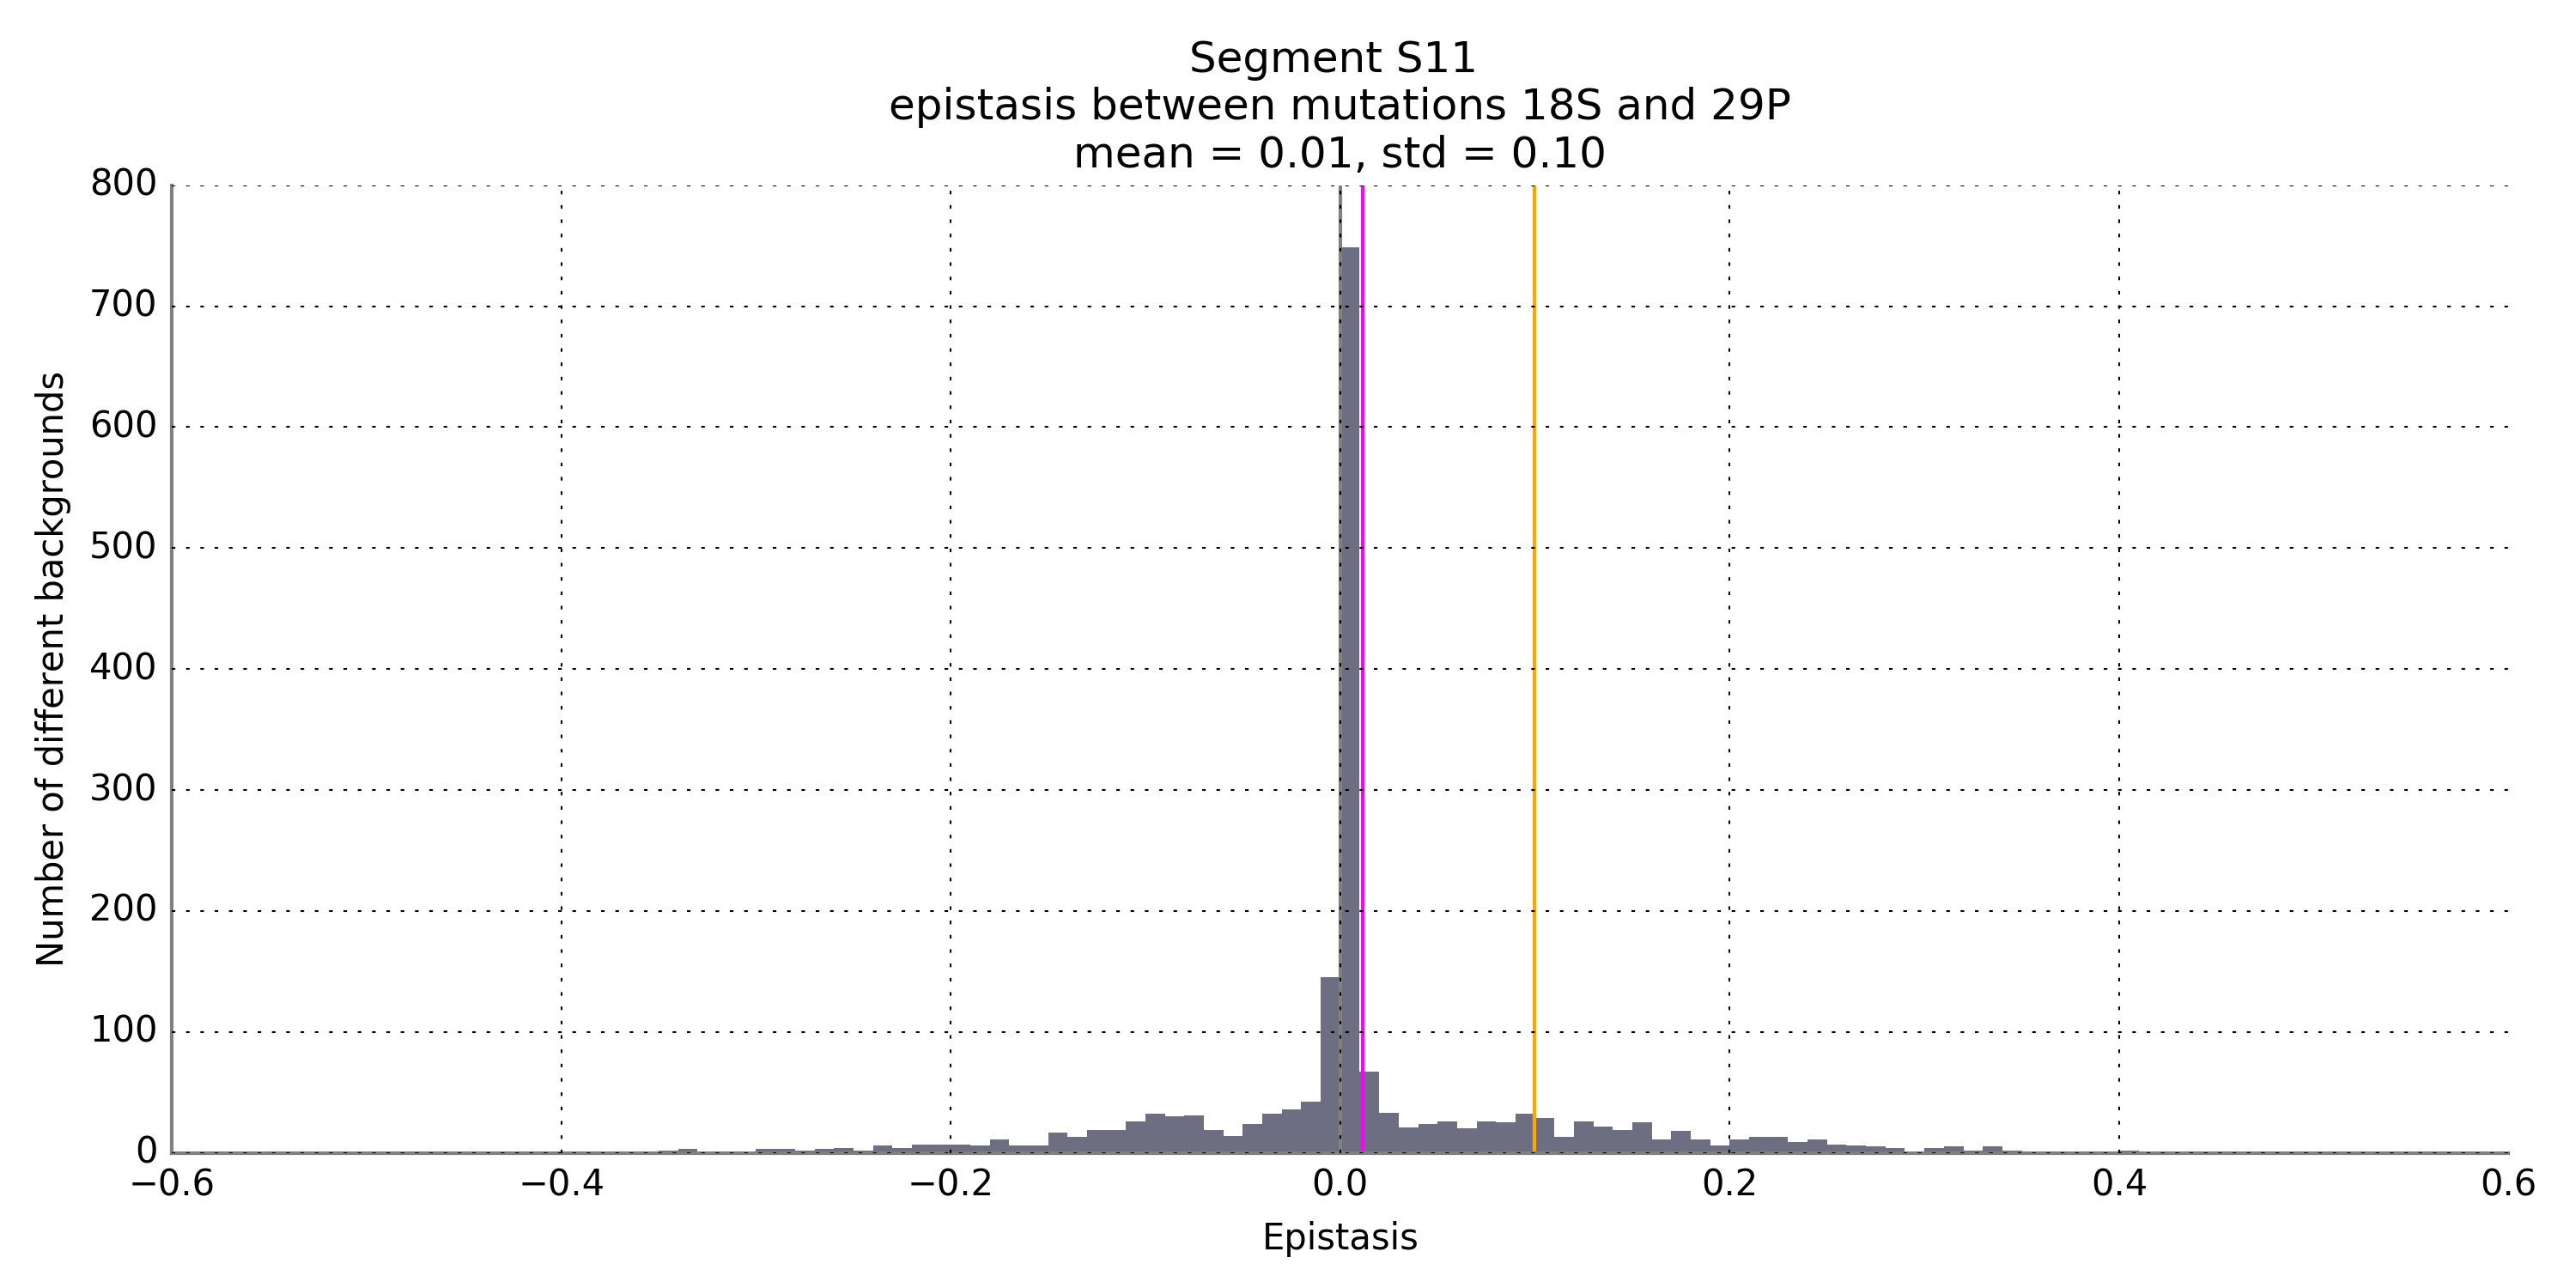 Segment S11
epistasis between mutations 18S and 29P
mean = 0.01, std = 0.10
800
700
600
500
400
300
200
100
0
Number of different backgrounds
−0.6 −0.4 −0.2 0.0 0.2 0.4 0.6
Epistasis